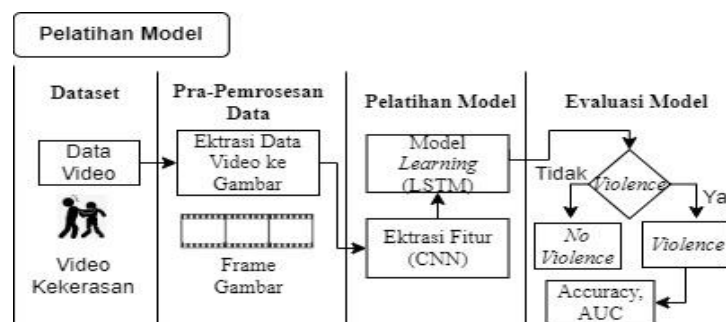 Pelatihan Model
Dataset
Data
Video
Video
Kekerasan
Pra-Pemrosesan
Data
Ektrasi Data
Video ke
Gambar
Frame
Gambar
Pelatihan Model
Model
Learning
(LSTM)
Ektrasi Fitur
(CNN)
Evaluasi Model
Tidak
Violence
Ya
No
Violence
Violence
Accuracy,
AUC